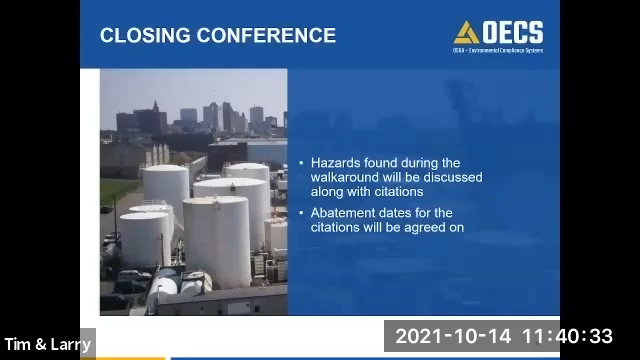 CLOSING CONFERENCE
OECS
OSHA + Environmental Compliance Systems
• Hazards found during the
walkaround will be discussed
along with citations
• Abatement dates for the
citations will be agreed on
Tim & Larry
2021-10-14 11:40:33